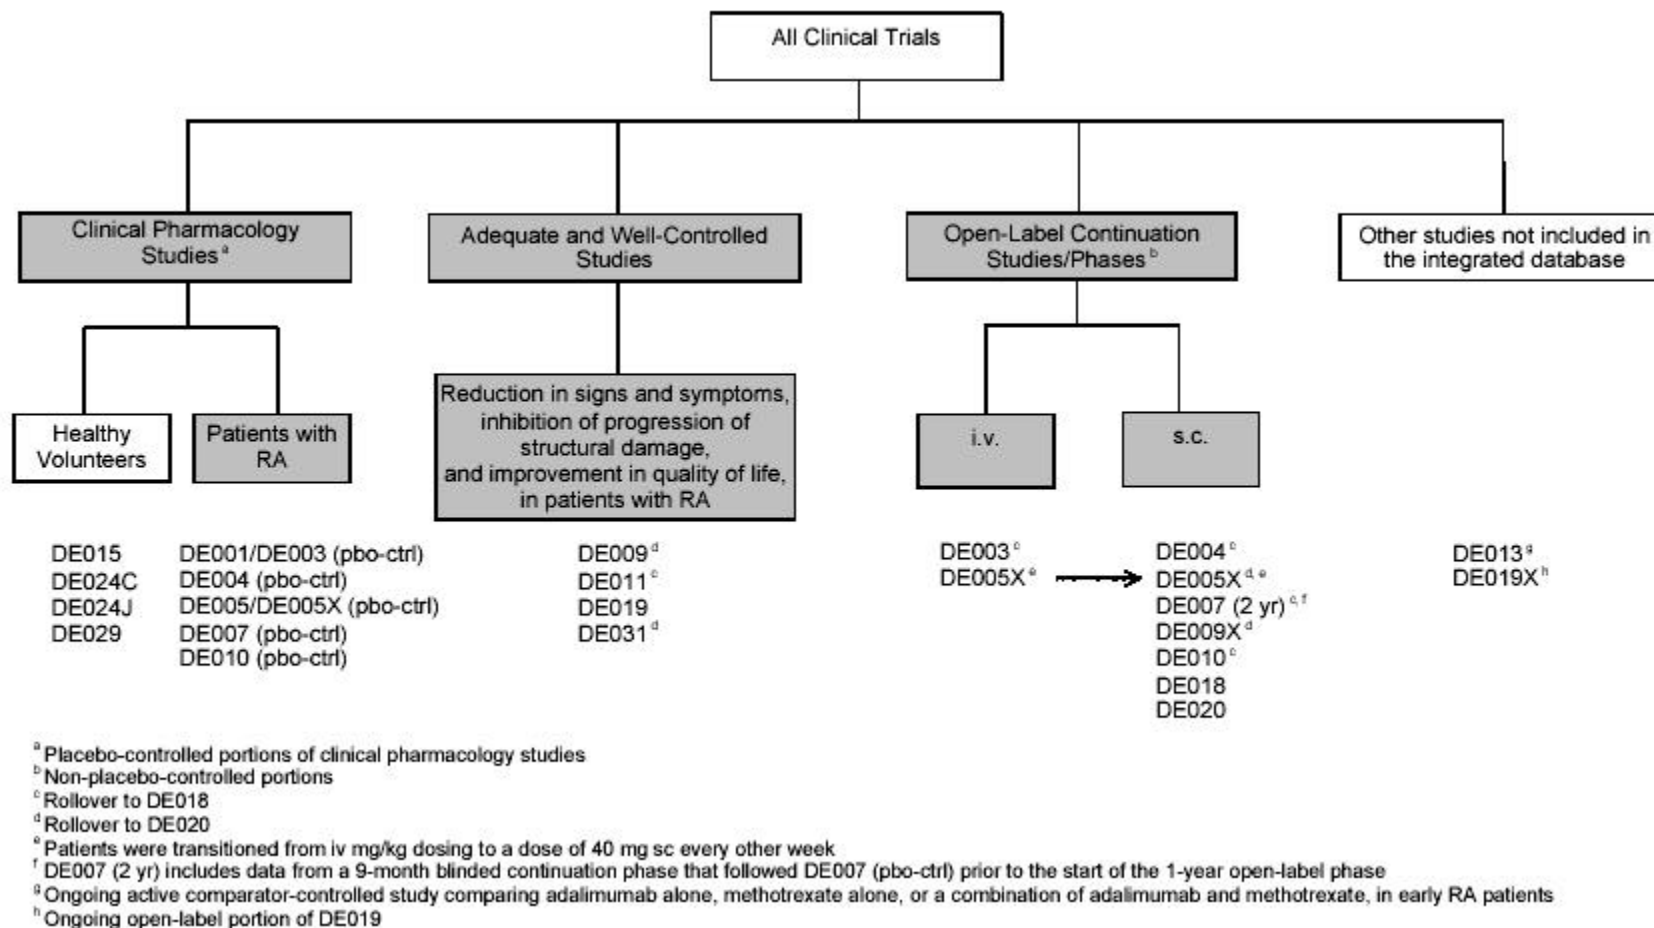 All Clinical Trials
Clinical Pharmacology
Studies ᵃ
Adequate and Well-Controlled
Studies
Open-Label Continuation
Studies/Phases ᵇ
Other studies not included in
the integrated database
Healthy
Volunteers
Patients with
RA
Reduction in signs and symptoms,
inhibition of progression of
structural damage,
and improvement in quality of life,
in patients with RA
i.v.
s.c.
DE015
DE024C
DE024J
DE029
DE001/DE003 (pbo-ctrl)
DE004 (pbo-ctrl)
DE005/DE005X (pbo-ctrl)
DE007 (pbo-ctrl)
DE010 (pbo-ctrl)
DE009 ᵈ
DE011 ᶜ
DE019
DE031 ᵈ
DE003 ᶜ
DE005X ᵉ
DE004 ᶜ
DE005X ᵈ, ᵉ
DE007 (2 yr) ᶜ, ᶠ
DE009X ᵈ
DE010 ᶜ
DE018
DE020
DE013 ᵍ
DE019X ʰ
ᵃ Placebo-controlled portions of clinical pharmacology studies
ᵇ Non-placebo-controlled portions
ᶜ Rollover to DE018
ᵈ Rollover to DE020
ᵉ Patients were transitioned from iv mg/kg dosing to a dose of 40 mg sc every other week
ᶠ DE007 (2 yr) includes data from a 9-month blinded continuation phase that followed DE007 (pbo-ctrl) prior to the start of the 1-year open-label phase
ᵍ Ongoing active comparator-controlled study comparing adalimumab alone, methotrexate alone, or a combination of adalimumab and methotrexate, in early RA patients
ʰ Ongoing open-label portion of DE019